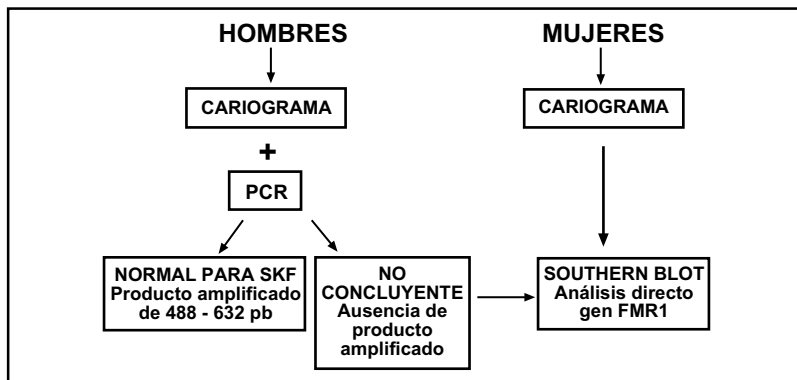 HOMBRES
MUJERES
CARIOGRAMA
CARIOGRAMA
+
PCR
NORMAL PARA SKF
Producto amplificado
de 488 - 632 pb
NO
CONCLUYENTE
Ausencia de
producto
amplificado
SOUTHERN BLOT
Análisis directo
gen FMR1